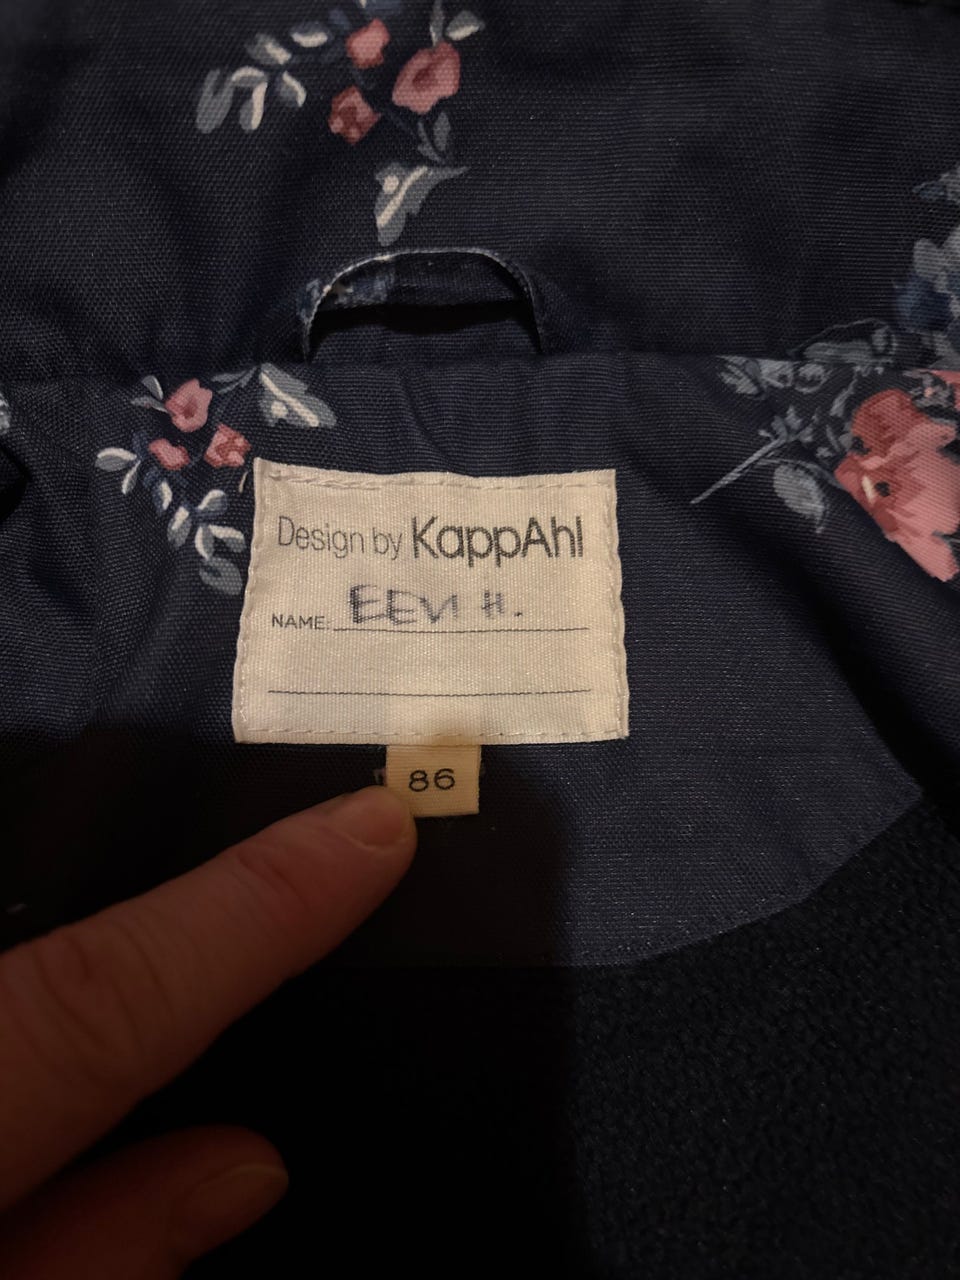 Design by KappAhl
NAME: EEVI H.
86